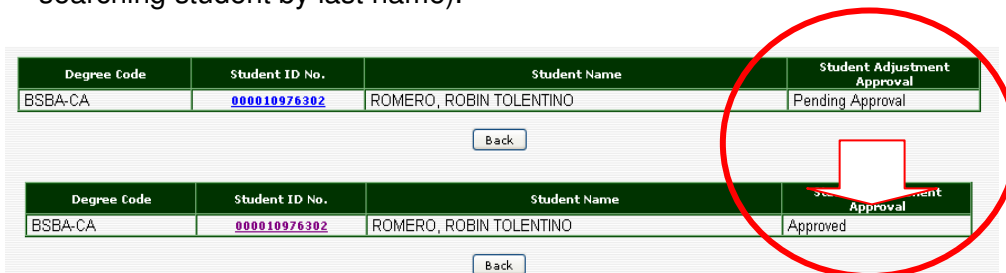 searching student by last name).
Degree Code Student ID No. Student Name Student Adjustment Approval
BSBA-CA 000010976302 ROMERO, ROBIN TOLENTINO Pending Approval
Back
Degree Code Student ID No. Student Name Approval
BSBA-CA 000010976302 ROMERO, ROBIN TOLENTINO Approved
Back